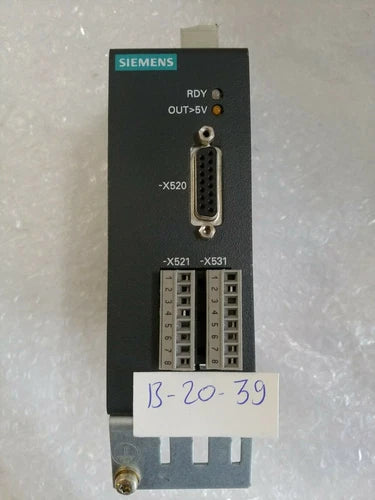 SIEMENS
RDY
OUT>5V
-X520
-X521 -X531
1 1
2 2
3 3
4 4
5 5
6 6
7 7
8 8
B-20-39